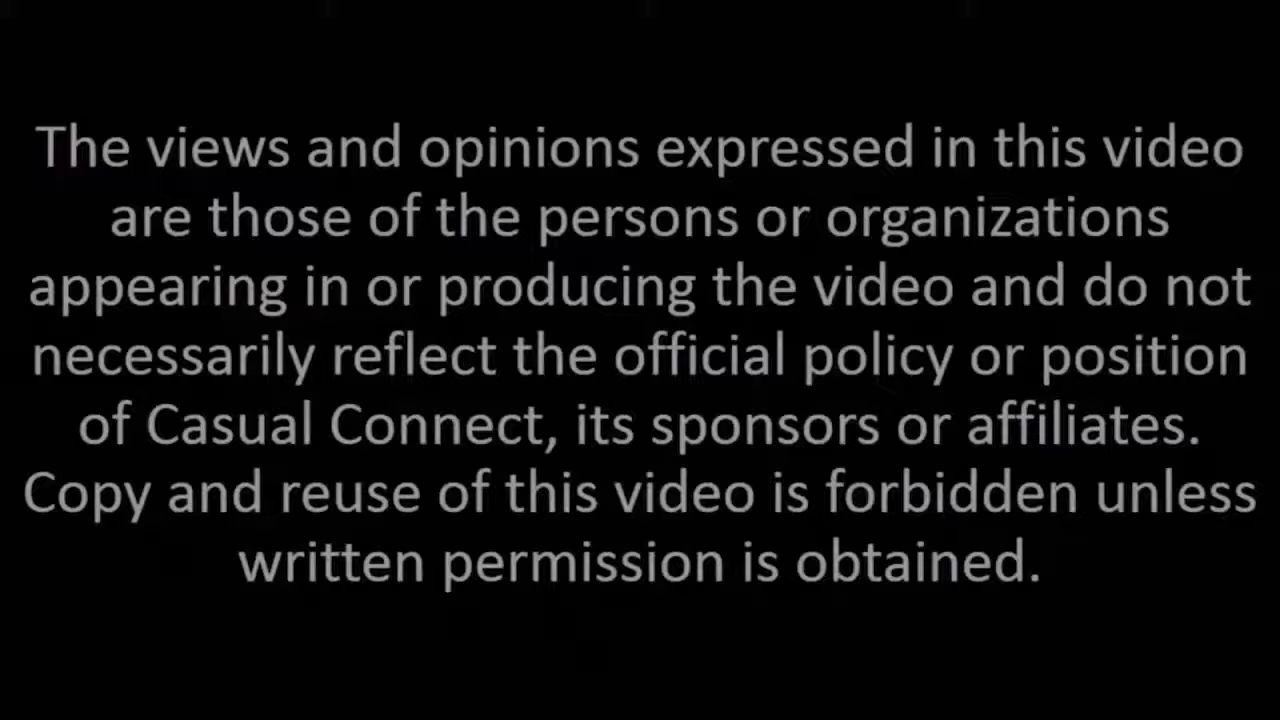 The views and opinions expressed in this video
are those of the persons or organizations
appearing in or producing the video and do not
necessarily reflect the official policy or position
of Casual Connect, its sponsors or affiliates.
Copy and reuse of this video is forbidden unless
written permission is obtained.